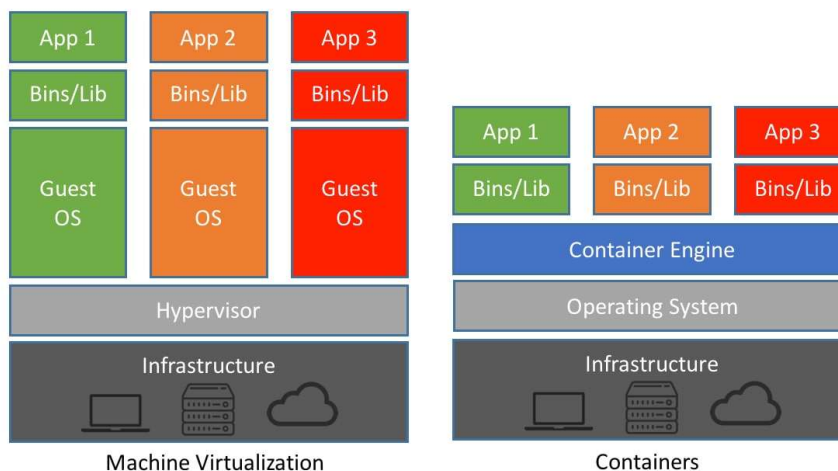 App 1
App 2
App 3
Bins/Lib
Bins/Lib
Bins/Lib
Guest
OS
Guest
OS
Guest
OS
Hypervisor
Infrastructure
Machine Virtualization
App 1
App 2
App 3
Bins/Lib
Bins/Lib
Bins/Lib
Container Engine
Operating System
Infrastructure
Containers